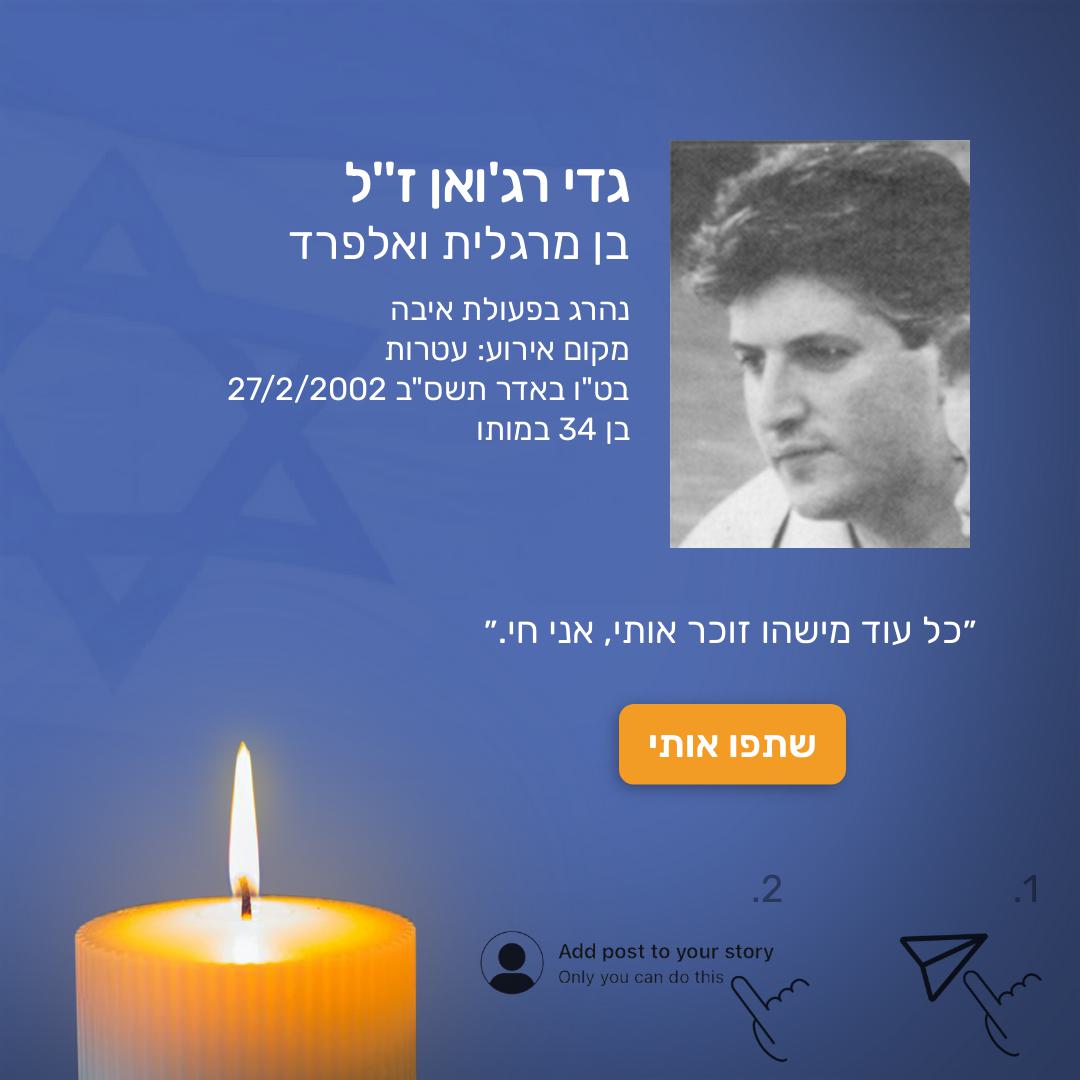 גדי רג'ואן ז"ל
בן מרגלית ואלפרד
נהרג בפעולת איבה
מקום אירוע: עטרות
בט"ו באדר תשס"ב 27/2/2002
בן 34 במותו
״כל עוד מישהו זוכר אותי, אני חי.״
שתפו אותי
.1
.2
Add post to your story
Only you can do this